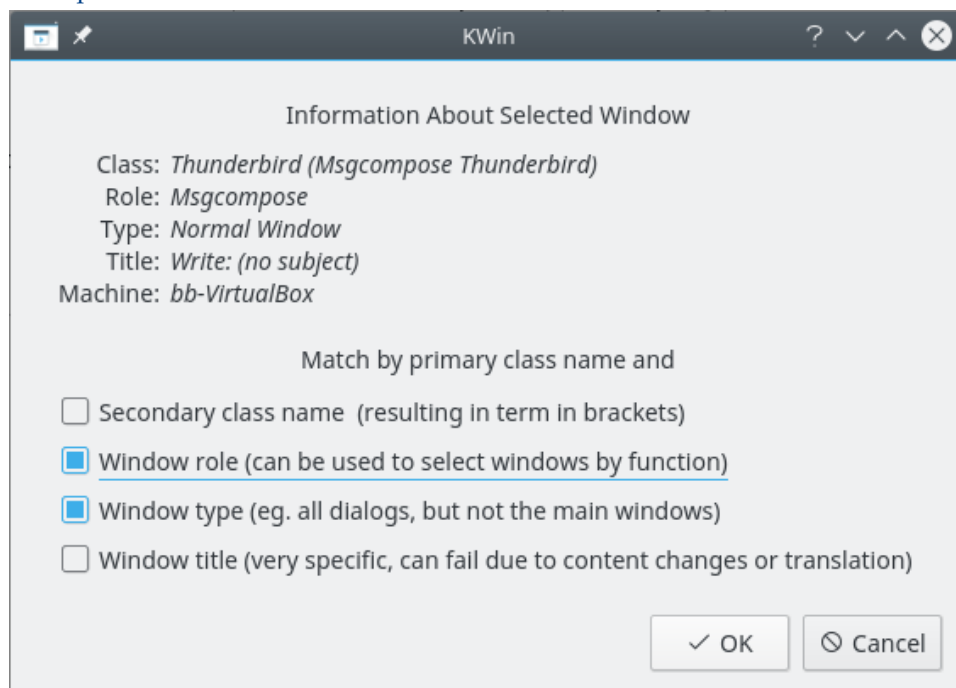 KWin
?
Information About Selected Window
Class: Thunderbird (Msgcompose Thunderbird)
Role: Msgcompose
Type: Normal Window
Title: Write: (no subject)
Machine: bb-VirtualBox
Match by primary class name and
Secondary class name (resulting in term in brackets)
Window role (can be used to select windows by function)
Window type (eg. all dialogs, but not the main windows)
Window title (very specific, can fail due to content changes or translation)
OK Cancel